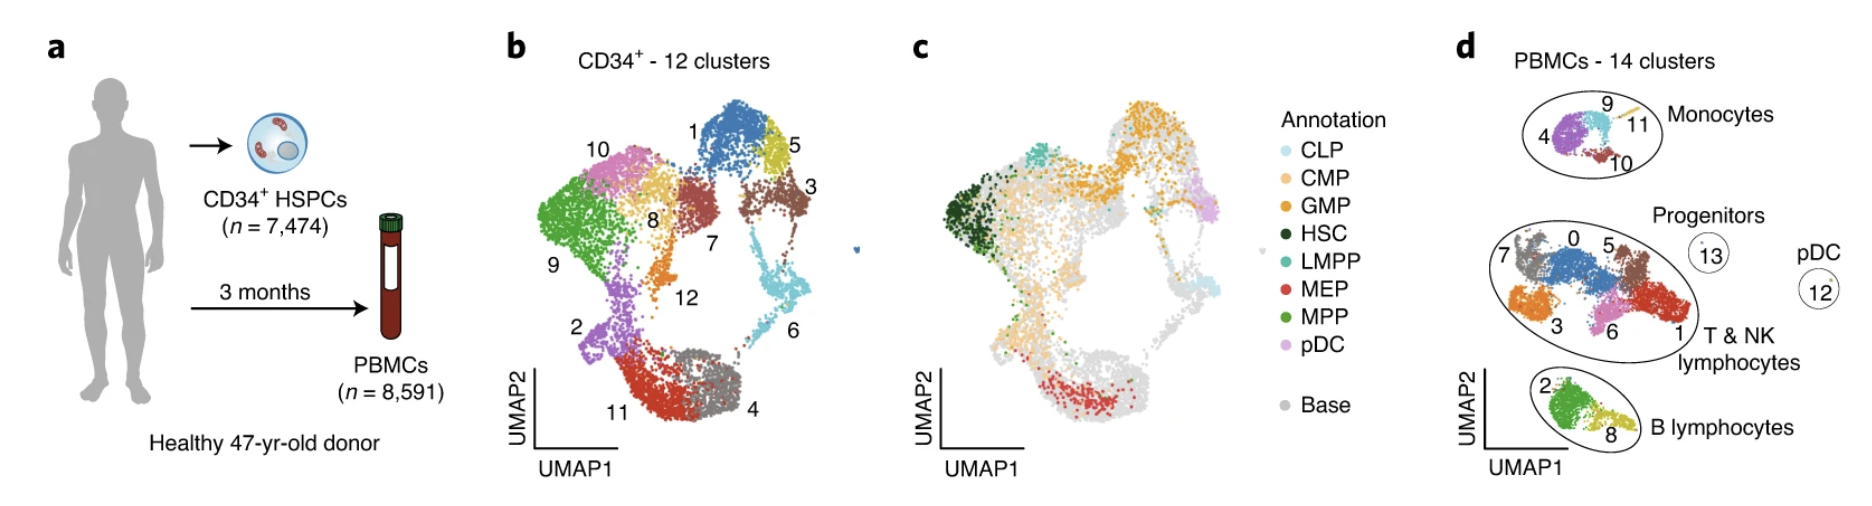 a
CD34+ HSPCs
(n = 7,474)
3 months
PBMCs
(n = 8,591)
Healthy 47-yr-old donor
b
CD34+ - 12 clusters
1
5
10
3
8
7
9
12
2
6
11
4
UMAP2
UMAP1
c
UMAP2
UMAP1
Annotation
CLP
CMP
GMP
HSC
LMPP
MEP
MPP
pDC
Base
d
PBMCs - 14 clusters
9
Monocytes
11
4
10
Progenitors
0
5
7
13
pDC
12
3
6
1
T & NK
lymphocytes
2
8
B lymphocytes
UMAP2
UMAP1